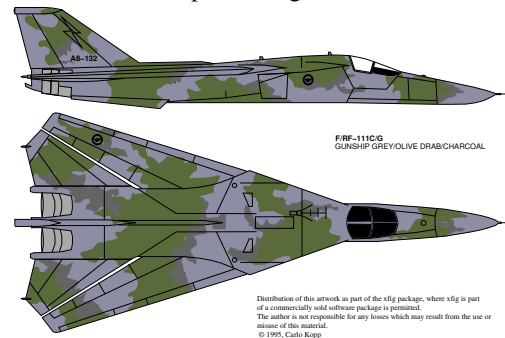 A8-132
F/RF-111C/G
GUNSHIP GREY/OLIVE DRAB/CHARCOAL
Distribution of this artwork as part of the xfig package, where xfig is part
of a commercially sold software package is permitted.
The author is not responsible for any losses which may result from the use or
misuse of this material.
© 1995, Carlo Kopp